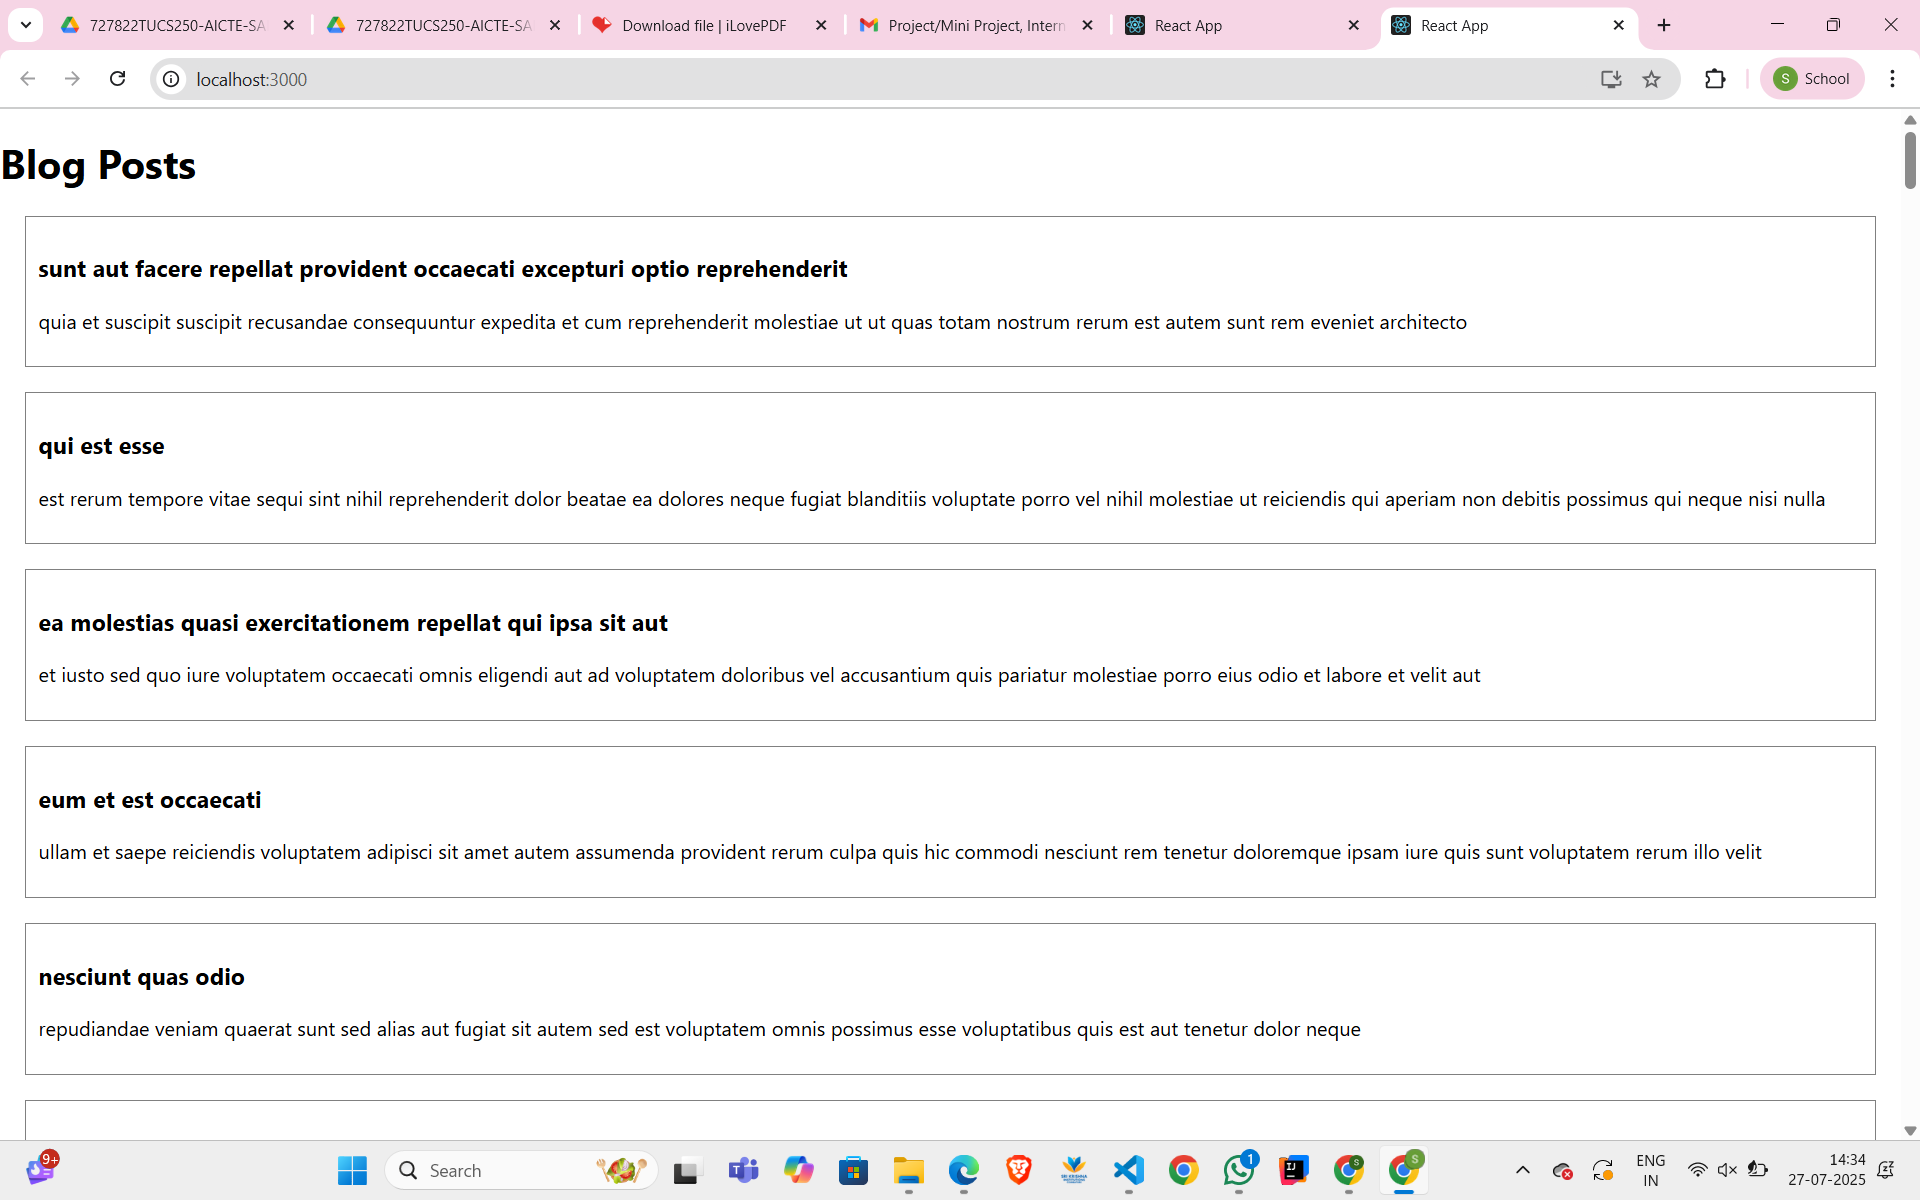 727822TUCS250-AICTE-SA
727822TUCS250-AICTE-SA
Download file | iLovePDF
Project/Mini Project, Intern
React App
React App
localhost:3000
S
School
Blog Posts
sunt aut facere repellat provident occaecati excepturi optio reprehenderit
quia et suscipit suscipit recusandae consequuntur expedita et cum reprehenderit molestiae ut ut quas totam nostrum rerum est autem sunt rem eveniet architecto
qui est esse
est rerum tempore vitae sequi sint nihil reprehenderit dolor beatae ea dolores neque fugiat blanditiis voluptate porro vel nihil molestiae ut reiciendis qui aperiam non debitis possimus qui neque nisi nulla
ea molestias quasi exercitationem repellat qui ipsa sit aut
et iusto sed quo iure voluptatem occaecati omnis eligendi aut ad voluptatem doloribus vel accusantium quis pariatur molestiae porro eius odio et labore et velit aut
eum et est occaecati
ullam et saepe reiciendis voluptatem adipisci sit amet autem assumenda provident rerum culpa quis hic commodi nesciunt rem tenetur doloremque ipsam iure quis sunt voluptatem rerum illo velit
nesciunt quas odio
repudiandae veniam quaerat sunt sed alias aut fugiat sit autem sed est voluptatem omnis possimus esse voluptatibus quis est aut tenetur dolor neque
9+
Search
1
S
S
ENG
IN
14:34
27-07-2025